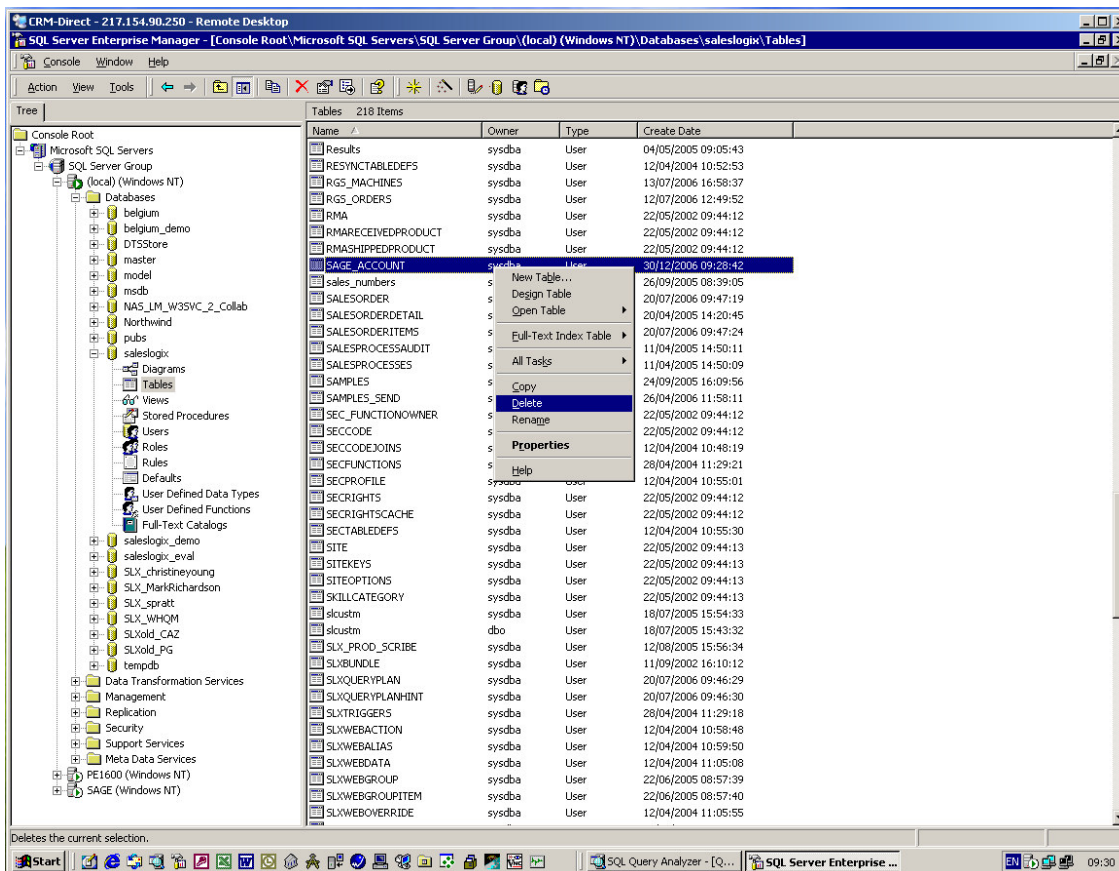 CRM-Direct - 217.154.90.250 - Remote Desktop
SQL Server Enterprise Manager - [Console Root\Microsoft SQL Servers\SQL Server Group\(local) (Windows NT)\Databases\saleslogix\Tables]
Console Window Help
Action View Tools
Tree
Tables 218 Items
Console Root
Microsoft SQL Servers
SQL Server Group
(local) (Windows NT)
Databases
belgium
belgium_demo
DTSStore
master
model
msdb
NAS_LM_W3SVC_2_Collab
Northwind
pubs
saleslogix
Diagrams
Tables
Views
Stored Procedures
Users
Roles
Rules
Defaults
User Defined Data Types
User Defined Functions
Full-Text Catalogs
saleslogix_demo
saleslogix_eval
SLX_christineyoung
SLX_MarkRichardson
SLX_spratt
SLX_WHQM
SLXold_CAZ
SLXold_PG
tempdb
Data Transformation Services
Management
Replication
Security
Support Services
Meta Data Services
PE1600 (Windows NT)
SAGE (Windows NT)
Name Owner Type Create Date
Results sysdba User 04/05/2005 09:05:43
RESYNCTABLEDEFS sysdba User 12/04/2004 10:52:53
RGS_MACHINES sysdba User 13/07/2006 16:58:37
RGS_ORDERS sysdba User 12/07/2006 12:49:52
RMA sysdba User 22/05/2002 09:44:12
RMARECEIVEDPRODUCT sysdba User 22/05/2002 09:44:12
RMASHIPPEDPRODUCT sysdba User 22/05/2002 09:44:12
SAGE_ACCOUNT sysdba User 30/12/2006 09:28:42
sales_numbers s 26/09/2005 08:39:05
SALESORDER s 20/07/2006 09:47:19
SALESORDERDETAIL s 20/04/2005 14:20:45
SALESORDERITEMS s 20/07/2006 09:47:24
SALESPROCESSAUDIT s 11/04/2005 14:50:11
SALESPROCESSES s 11/04/2005 14:50:09
SAMPLES s 24/09/2005 16:09:56
SAMPLES_SEND s 26/04/2006 11:58:11
SEC_FUNCTIONOWNER s 22/05/2002 09:44:12
SECCODE s 22/05/2002 09:44:12
SECCODEJOINS s 12/04/2004 10:48:19
SECFUNCTIONS s 28/04/2004 11:29:21
SECPROFILE sysdba User 12/04/2004 10:55:01
SECRIGHTS sysdba User 22/05/2002 09:44:12
SECRIGHTSCACHE sysdba User 22/05/2002 09:44:12
SECTABLEDEFS sysdba User 12/04/2004 10:55:30
SITE sysdba User 22/05/2002 09:44:13
SITEKEYS sysdba User 22/05/2002 09:44:13
SITEOPTIONS sysdba User 22/05/2002 09:44:13
SKILLCATEGORY sysdba User 22/05/2002 09:44:13
slcustm sysdba User 18/07/2005 15:54:33
slcustm dbo User 18/07/2005 15:43:32
SLX_PROD_SCRIBE sysdba User 12/08/2005 15:56:34
SLXBUNDLE sysdba User 11/09/2002 16:10:12
SLXQUERYPLAN sysdba User 20/07/2006 09:46:29
SLXQUERYPLANHINT sysdba User 20/07/2006 09:46:30
SLXTRIGGERS sysdba User 28/04/2004 11:29:18
SLXWEBACTION sysdba User 12/04/2004 10:58:48
SLXWEBALIAS sysdba User 12/04/2004 10:59:50
SLXWEBDATA sysdba User 12/04/2004 11:05:08
SLXWEBGROUP sysdba User 22/06/2005 08:57:39
SLXWEBGROUPITEM sysdba User 22/06/2005 08:57:40
SLXWEBOVERRIDE sysdba User 12/04/2004 11:05:55
New Table...
Design Table
Open Table
Full-Text Index Table
All Tasks
Copy
Delete
Rename
Properties
Help
Deletes the current selection.
Start
SQL Query Analyzer - [Q...
SQL Server Enterprise ...
EN
09:30